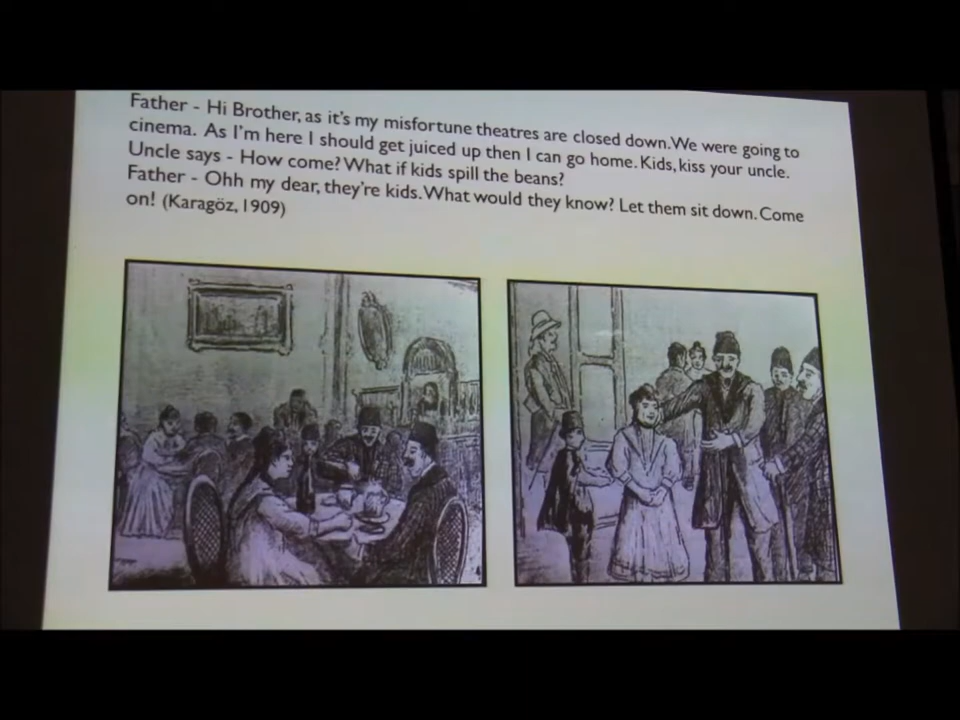 Father - Hi Brother, as it's my misfortune theatres are closed down. We were going to
cinema. As I'm here I should get juiced up then I can go home. Kids, kiss your uncle.
Uncle says - How come? What if kids spill the beans?
Father - Ohh my dear, they're kids. What would they know? Let them sit down. Come
on! (Karagöz, 1909)